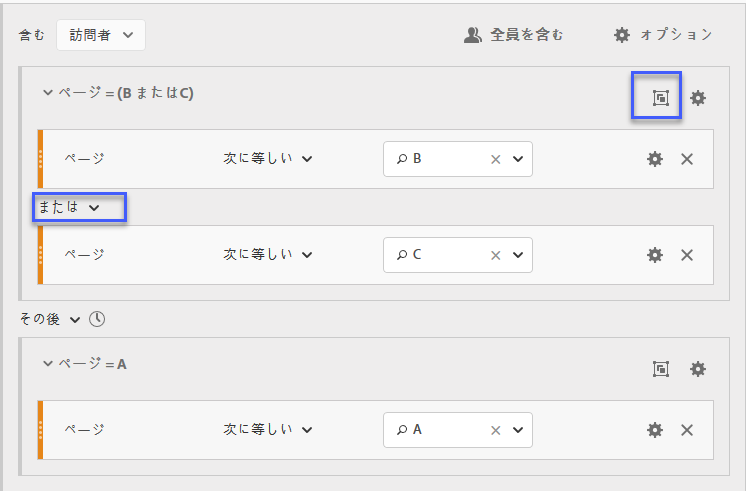 含む 訪問者 全員を含む オプション
ページ = (B またはC)
ページ 次に等しい B
または
ページ 次に等しい C
その後
ページ = A
ページ 次に等しい A